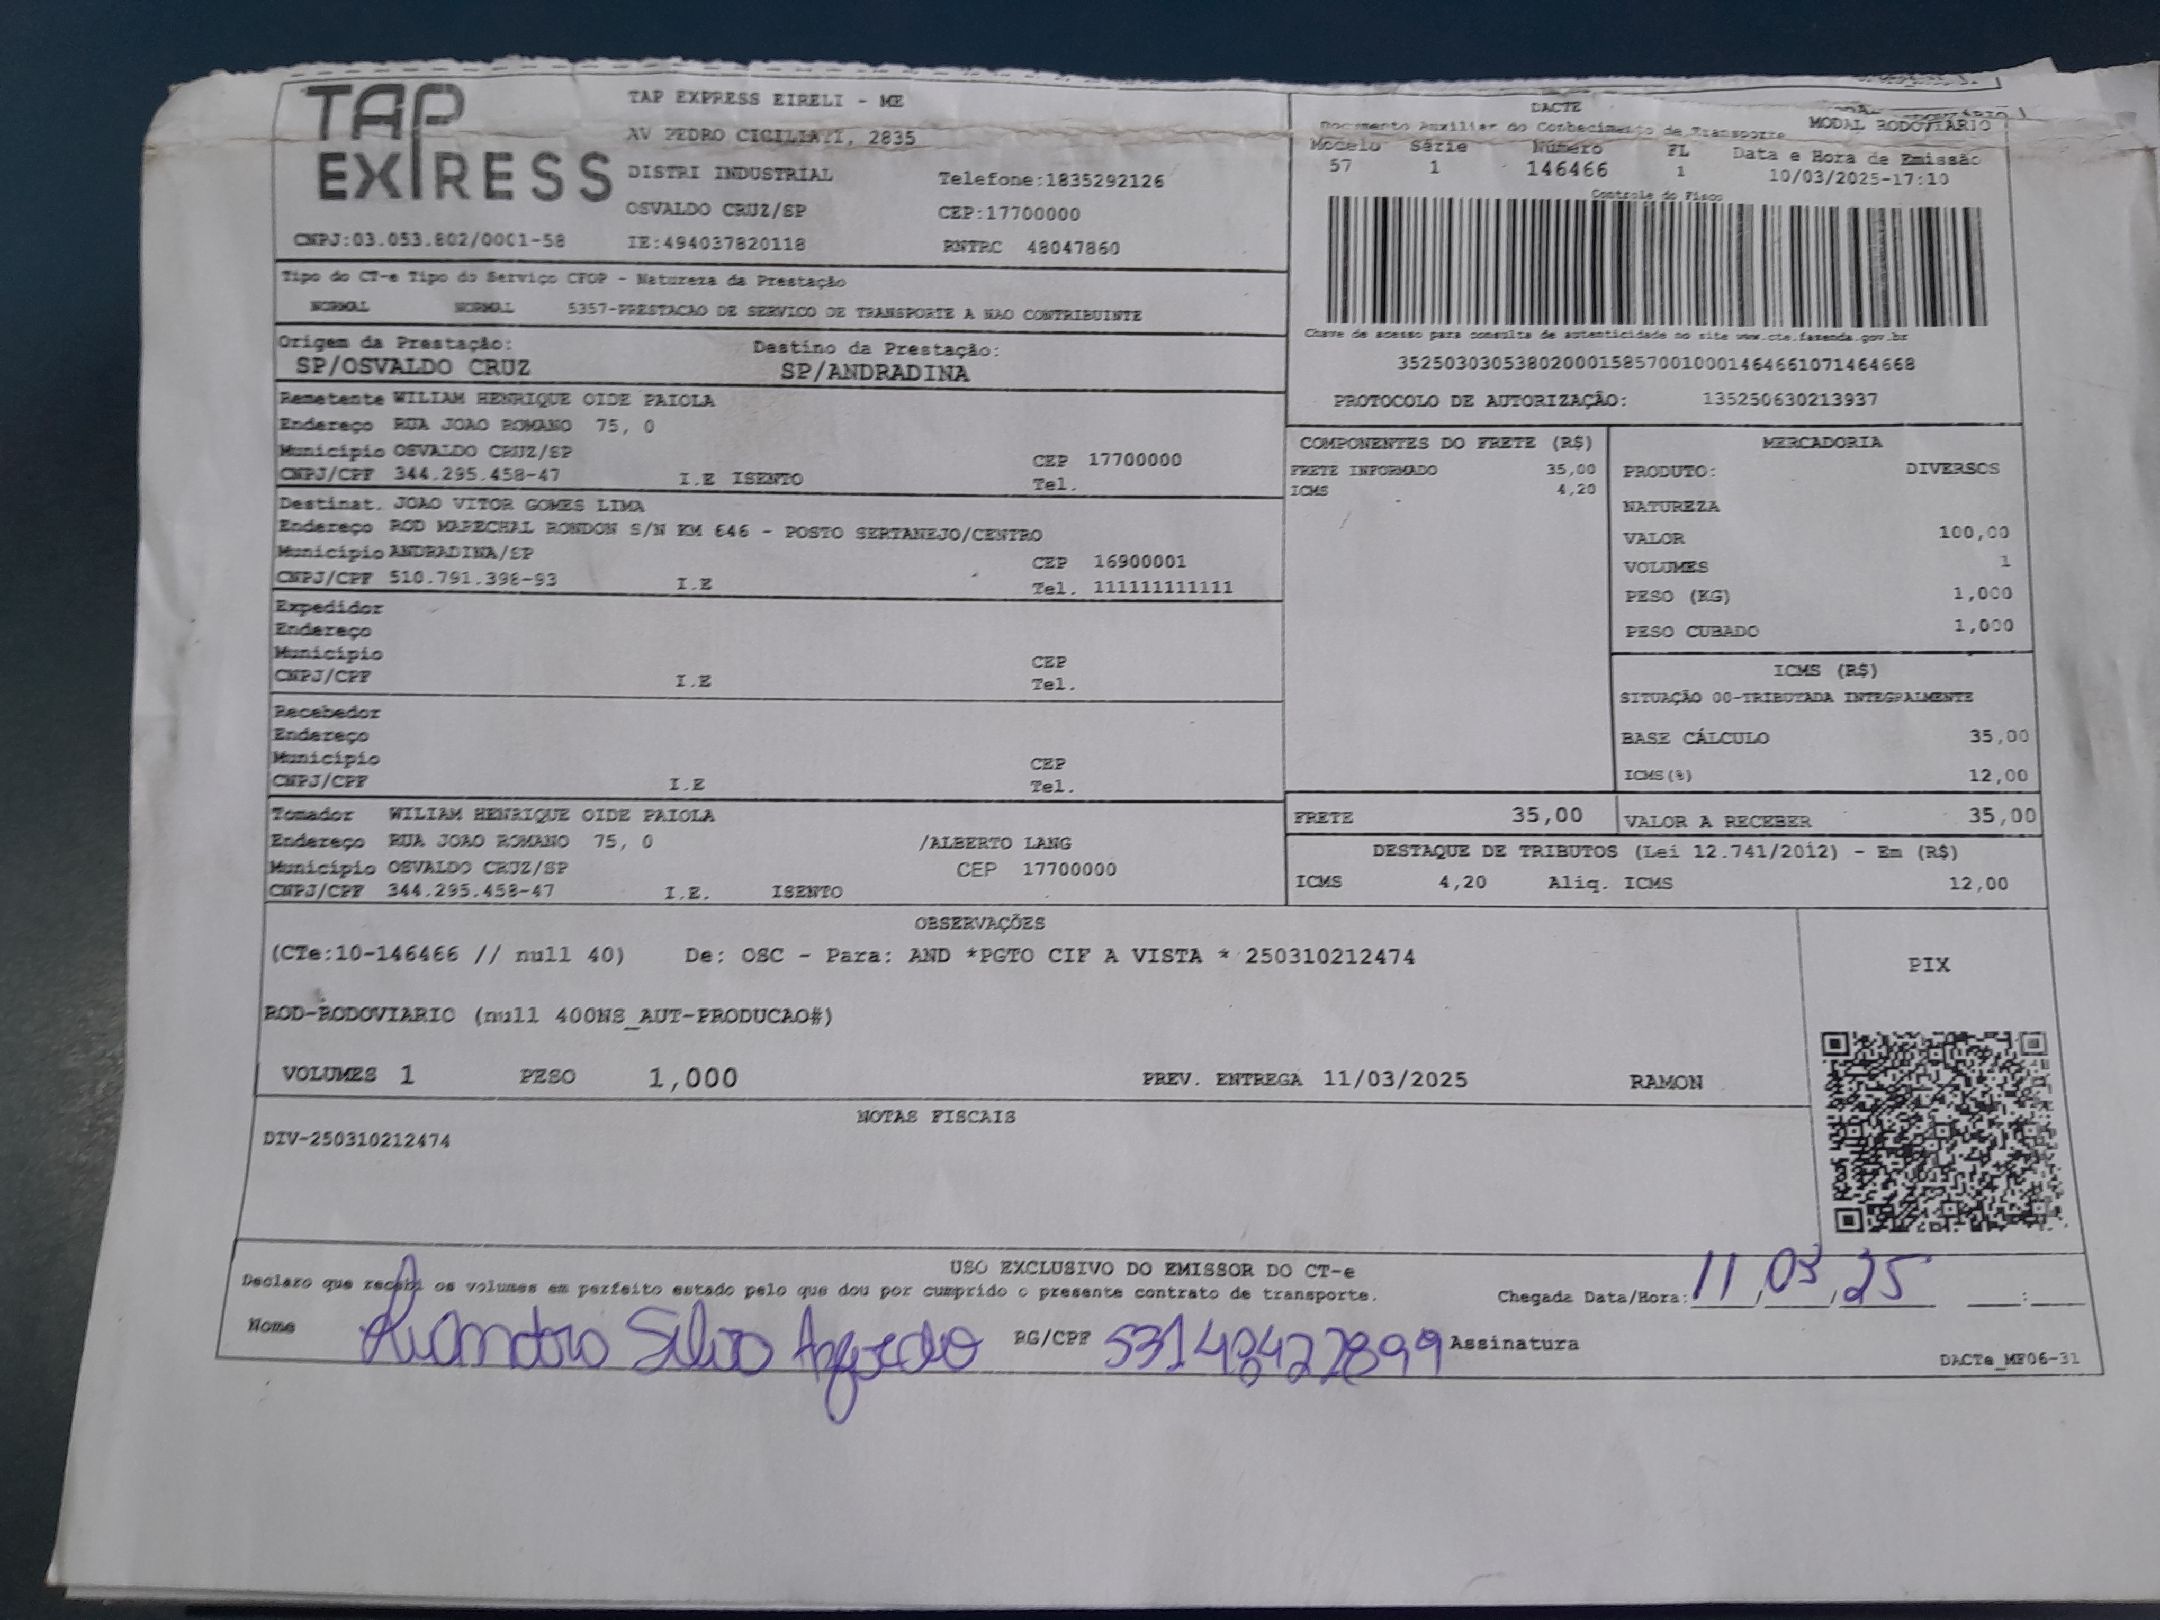 TAP EXPRESS
TAP EXPRESS EIRELI - ME
AV PEDRO CIGILIATI, 2835
DISTRI INDUSTRIAL Telefone:1835292126
OSVALDO CRUZ/SP CEP:17700000
CNPJ:03.053.802/0001-58 IE:494037820118 RNTRC 48047860
DACTE
Documento Auxiliar do Conhecimento de Transporte MODAL RODOVIÁRIO
Modelo Série Número FL Data e Hora de Emissão
57 1 146466 1 10/03/2025-17:10
Controle do Fisco
Chave de acesso para consulta de autenticidade no site www.cte.fazenda.gov.br
35250303053802000158570010001464661071464668
PROTOCOLO DE AUTORIZAÇÃO: 135250630213937
Tipo do CT-e Tipo do Serviço CFOP - Natureza da Prestação
NORMAL NORMAL 5357-PRESTACAO DE SERVICO DE TRANSPORTE A NAO CONTRIBUINTE
Origem da Prestação: Destino da Prestação:
SP/OSVALDO CRUZ SP/ANDRADINA
Remetente WILIAM HENRIQUE OIDE PAIOLA
Endereço RUA JOAO ROMANO 75, 0
Município OSVALDO CRUZ/SP CEP 17700000
CNPJ/CPF 344.295.458-47 I.E ISENTO Tel.
Destinat. JOAO VITOR GOMES LIMA
Endereço ROD MARECHAL RONDON S/N KM 646 - POSTO SERTANEJO/CENTRO
Município ANDRADINA/SP CEP 16900001
CNPJ/CPF 510.791.398-93 I.E Tel. 111111111111
Expedidor
Endereço
Município CEP
CNPJ/CPF I.E Tel.
Recebedor
Endereço
Município CEP
CNPJ/CPF I.E Tel.
Tomador WILIAM HENRIQUE OIDE PAIOLA
Endereço RUA JOAO ROMANO 75, 0 /ALBERTO LANG
Município OSVALDO CRUZ/SP CEP 17700000
CNPJ/CPF 344.295.458-47 I.E. ISENTO
COMPONENTES DO FRETE (R$)
FRETE INFORMADO 35,00
ICMS 4,20
MERCADORIA
PRODUTO: DIVERSOS
NATUREZA
VALOR 100,00
VOLUMES 1
PESO (KG) 1,000
PESO CUBADO 1,000
ICMS (R$)
SITUAÇÃO 00-TRIBUTADA INTEGRALMENTE
BASE CÁLCULO 35,00
ICMS(%) 12,00
FRETE 35,00 VALOR A RECEBER 35,00
DESTAQUE DE TRIBUTOS (Lei 12.741/2012) - Em (R$)
ICMS 4,20 Aliq. ICMS 12,00
OBSERVAÇÕES
(CTe:10-146466 // null 40) De: OSC - Para: AND *PGTO CIF A VISTA * 250310212474
ROD-RODOVIARIO (null 400NS_AUT-PRODUCAO#)
PIX
VOLUMES 1 PESO 1,000 PREV. ENTREGA 11/03/2025 RAMON
NOTAS FISCAIS
DIV-250310212474
USO EXCLUSIVO DO EMISSOR DO CT-e
Declaro que recebi os volumes em perfeito estado pelo que dou por cumprido o presente contrato de transporte. Chegada Data/Hora: 11, 03, 25 :
Nome Silva Azevedo RG/CPF 53148427899 Assinatura
DACTe_MF06-31